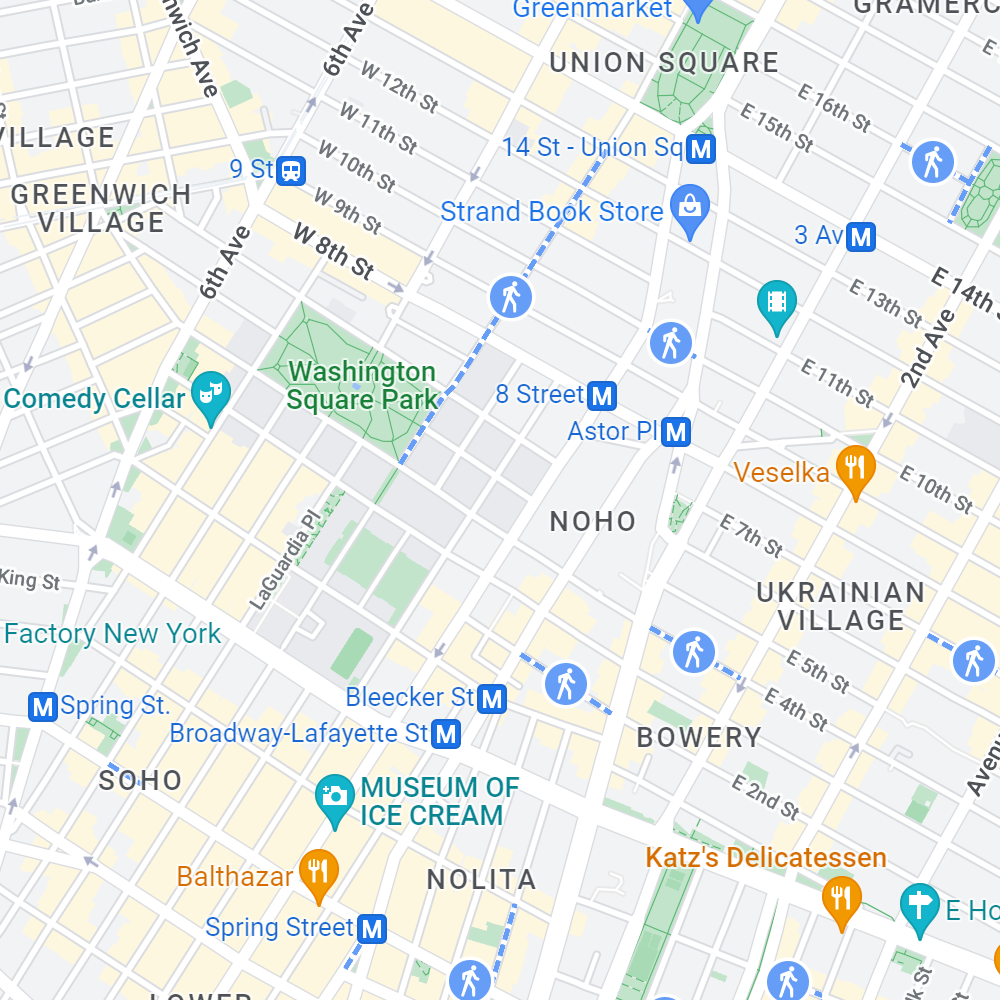 Greenmarket
GRAMERC
UNION SQUARE
6th Ave
W 12th St
W 11th St
W 10th St
W 9th St
W 8th St
E 16th St
E 15th St
VILLAGE
GREENWICH
VILLAGE
9 St
14 St - Union Sq M
Strand Book Store
3 Av M
6th Ave
E 14th
E 13th St
2nd Ave
E 11th St
Washington
Square Park
Comedy Cellar
8 Street M
Astor Pl M
Veselka
E 10th St
NOHO
E 7th St
LaGuardia Pl
King St
UKRAINIAN
VILLAGE
Factory New York
E 5th St
E 4th St
M Spring St.
Bleecker St M
Broadway-Lafayette St M
BOWERY
SOHO
E 2nd St
MUSEUM OF
ICE CREAM
Katz's Delicatessen
Balthazar
NOLITA
Spring Street M
E Ho
LOWER